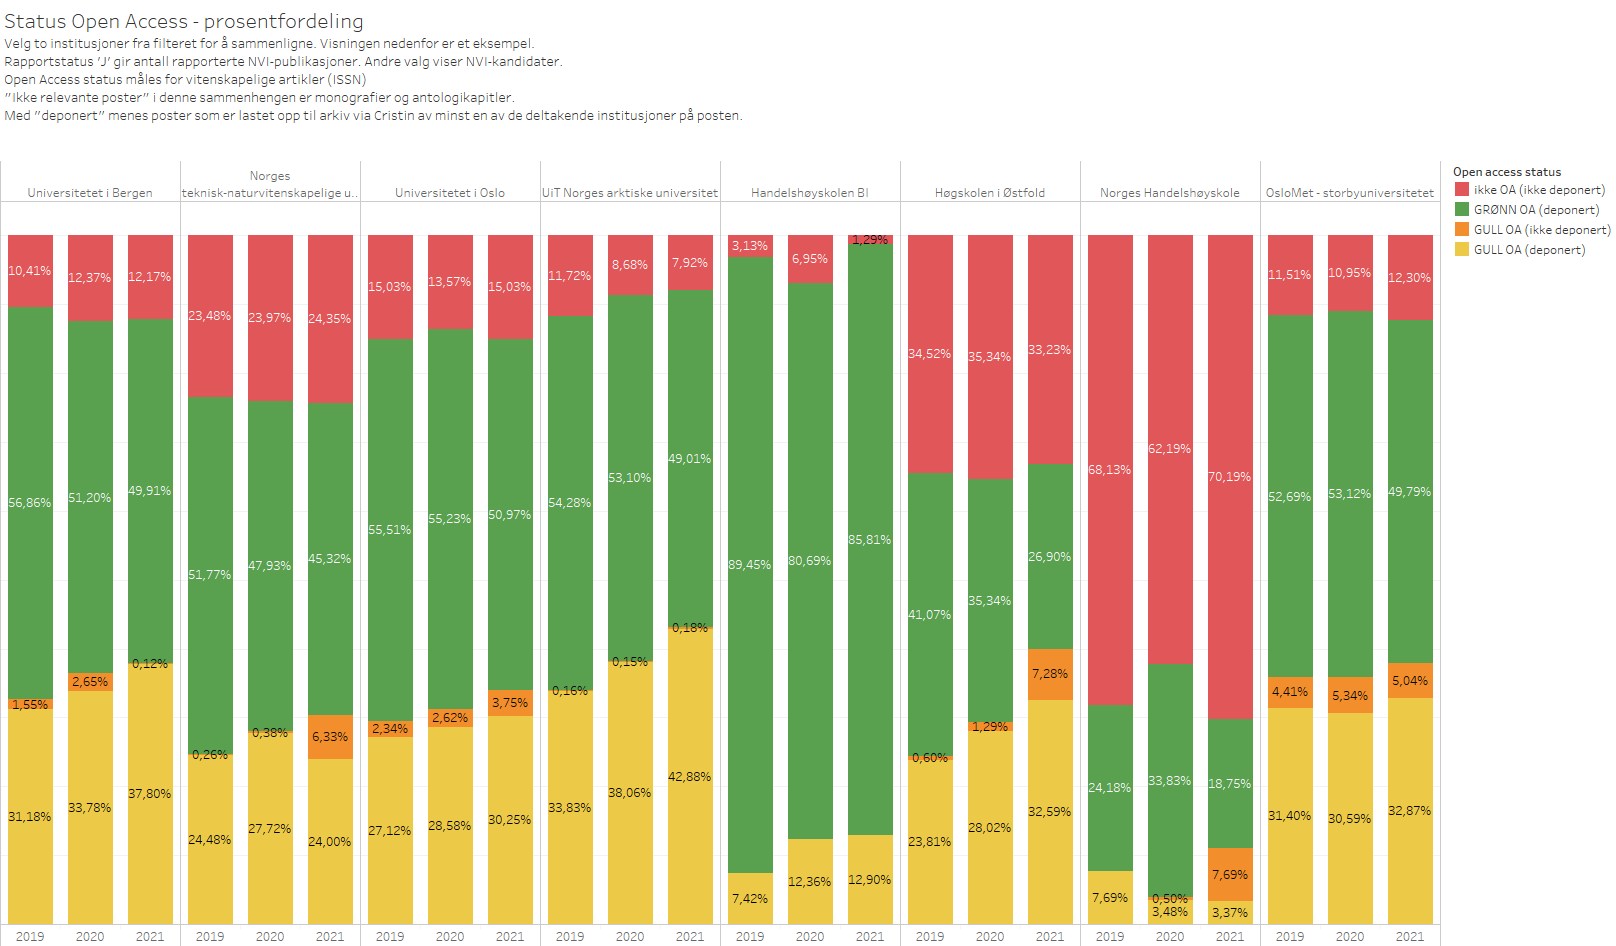 Status Open Access - prosentfordeling
Velg to institusjoner fra filteret for å sammenligne. Visningen nedenfor er et eksempel.
Rapportstatus 'J' gir antall rapporterte NVI-publikasjoner. Andre valg viser NVI-kandidater.
Open Access status måles for vitenskapelige artikler (ISSN)
"Ikke relevante poster" i denne sammenhengen er monografier og antologikapitler.
Med "deponert" menes poster som er lastet opp til arkiv via Cristin av minst en av de deltakende institusjoner på posten.
Universitetet i Bergen
10,41% 12,37% 12,17%
56,86% 51,20% 49,91%
1,55% 2,65% 0,12%
31,18% 33,78% 37,80%
2019 2020 2021
Norges
teknisk-naturvitenskapelige u..
23,48% 23,97% 24,35%
51,77% 47,93% 45,32%
0,26% 0,38% 6,33%
24,48% 27,72% 24,00%
2019 2020 2021
Universitetet i Oslo
15,03% 13,57% 15,03%
55,51% 55,23% 50,97%
2,34% 2,62% 3,75%
27,12% 28,58% 30,25%
2019 2020 2021
UiT Norges arktiske universitet
11,72% 8,68% 7,92%
54,28% 53,10% 49,01%
0,16% 0,15% 0,18%
33,83% 38,06% 42,88%
2019 2020 2021
Handelshøyskolen BI
3,13% 6,95% 1,29%
89,45% 80,69% 85,81%
7,42% 12,36% 12,90%
2019 2020 2021
Høgskolen i Østfold
34,52% 35,34% 33,23%
41,07% 35,34% 26,90%
0,60% 1,29% 7,28%
23,81% 28,02% 32,59%
2019 2020 2021
Norges Handelshøyskole
68,13% 62,19% 70,19%
24,18% 33,83% 18,75%
0,50% 7,69%
7,69% 3,48% 3,37%
2019 2020 2021
OsloMet - storbyuniversitetet
11,51% 10,95% 12,30%
52,69% 53,12% 49,79%
4,41% 5,34% 5,04%
31,40% 30,59% 32,87%
2019 2020 2021
Open access status
ikke OA (ikke deponert)
GRØNN OA (deponert)
GULL OA (ikke deponert)
GULL OA (deponert)